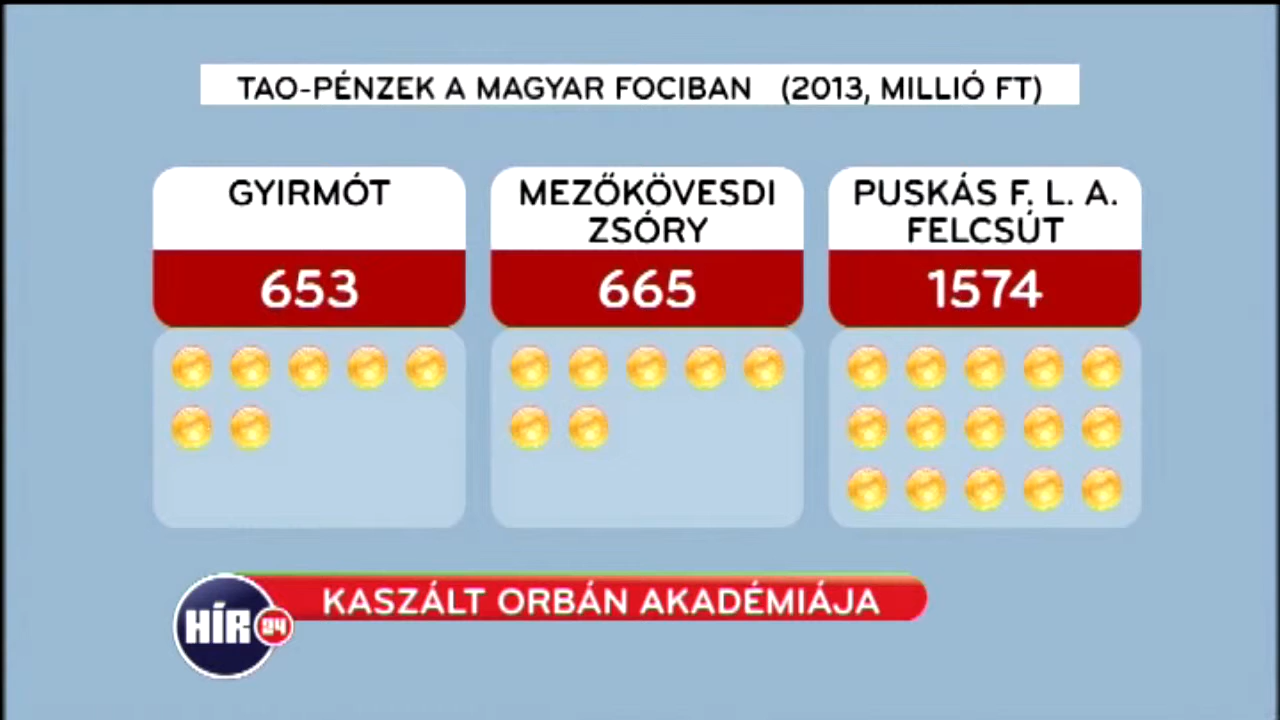 TAO-PÉNZEK A MAGYAR FOCIBAN (2013, MILLIÓ FT)
GYIRMÓT
653
MEZŐKÖVESDI
ZSÓRY
665
PUSKÁS F. L. A.
FELCSÚT
1574
KASZÁLT ORBÁN AKADÉMIÁJA
HÍR 24